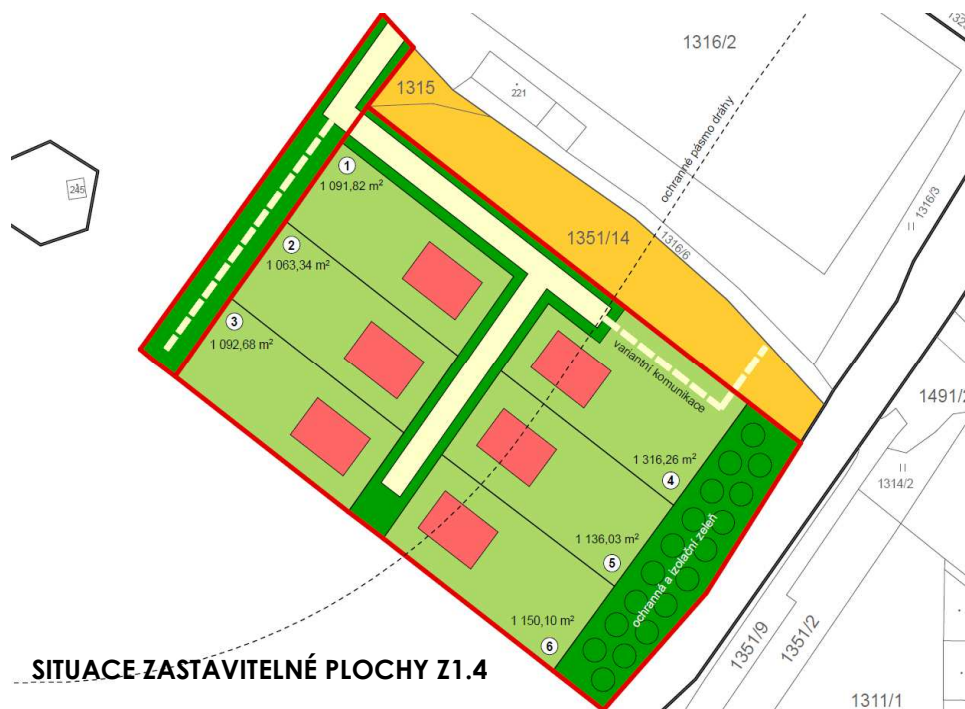 1316/2
1315
221
ochranné pásmo dráhy
245
1
1 091,82 m²
1316/3
2
1 063,34 m²
1351/14
1316/6
3
1 092,68 m²
variantní komunikace
1 316,26 m²
4
1314/2
1 136,03 m²
5
ochranná a izolační zeleň
1 150,10 m²
6
1351/9
1351/2
SITUACE ZASTAVITELNÉ PLOCHY Z1.4
1311/1